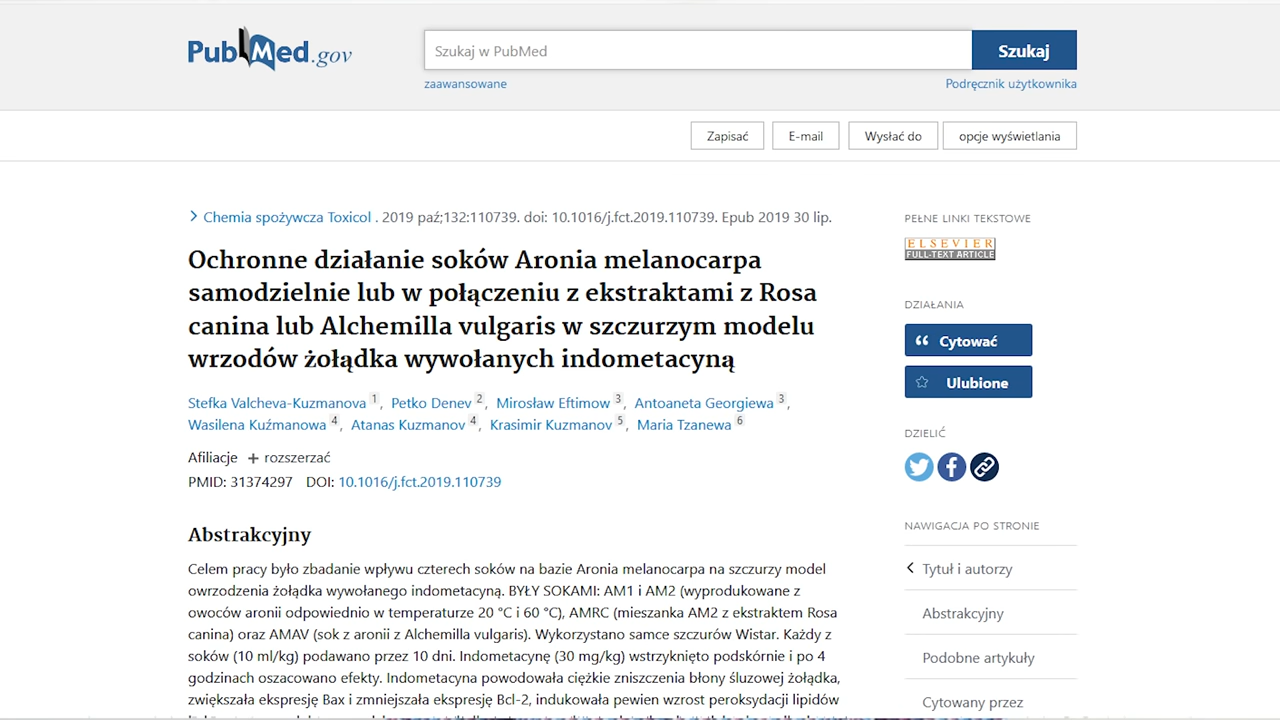 PubMed.gov
Szukaj w PubMed
Szukaj
zaawansowane
Podręcznik użytkownika
Zapisać
E-mail
Wysłać do
opcje wyświetlania
Chemia spożywcza Toxicol . 2019 paź;132:110739. doi: 10.1016/j.fct.2019.110739. Epub 2019 30 lip.
Ochronne działanie soków Aronia melanocarpa
samodzielnie lub w połączeniu z ekstraktami z Rosa
canina lub Alchemilla vulgaris w szczurzym modelu
wrzodów żołądka wywołanych indometacyną
Stefka Valcheva-Kuzmanova 1, Petko Denev 2, Mirosław Eftimow 3, Antoaneta Georgiewa 3,
Wasilena Kuźmanowa 4, Atanas Kuzmanov 4, Krasimir Kuzmanov 5, Maria Tzanewa 6
Afiliacje + rozszerzać
PMID: 31374297 DOI: 10.1016/j.fct.2019.110739
Abstrakcyjny
Celem pracy było zbadanie wpływu czterech soków na bazie Aronia melanocarpa na szczurzy model
owrzodzenia żołądka wywołanego indometacyną. BYŁY SOKAMI: AM1 i AM2 (wyprodukowane z
owoców aronii odpowiednio w temperaturze 20 °C i 60 °C), AMRC (mieszanka AM2 z ekstraktem Rosa
canina) oraz AMAV (sok z aronii z Alchemilla vulgaris). Wykorzystano samce szczurów Wistar. Każdy z
soków (10 ml/kg) podawano przez 10 dni. Indometacynę (30 mg/kg) wstrzyknięto podskórnie i po 4
godzinach oszacowano efekty. Indometacyna powodowała ciężkie zniszczenia błony śluzowej żołądka,
zwiększała ekspresję Bax i zmniejszała ekspresję Bcl-2, indukowała pewien wzrost peroksydacji lipidów
PEŁNE LINKI TEKSTOWE
ELSEVIER
FULL-TEXT ARTICLE
DZIAŁANIA
Cytować
Ulubione
DZIELIĆ
NAWIGACJA PO STRONIE
Tytuł i autorzy
Abstrakcyjny
Podobne artykuły
Cytowany przez